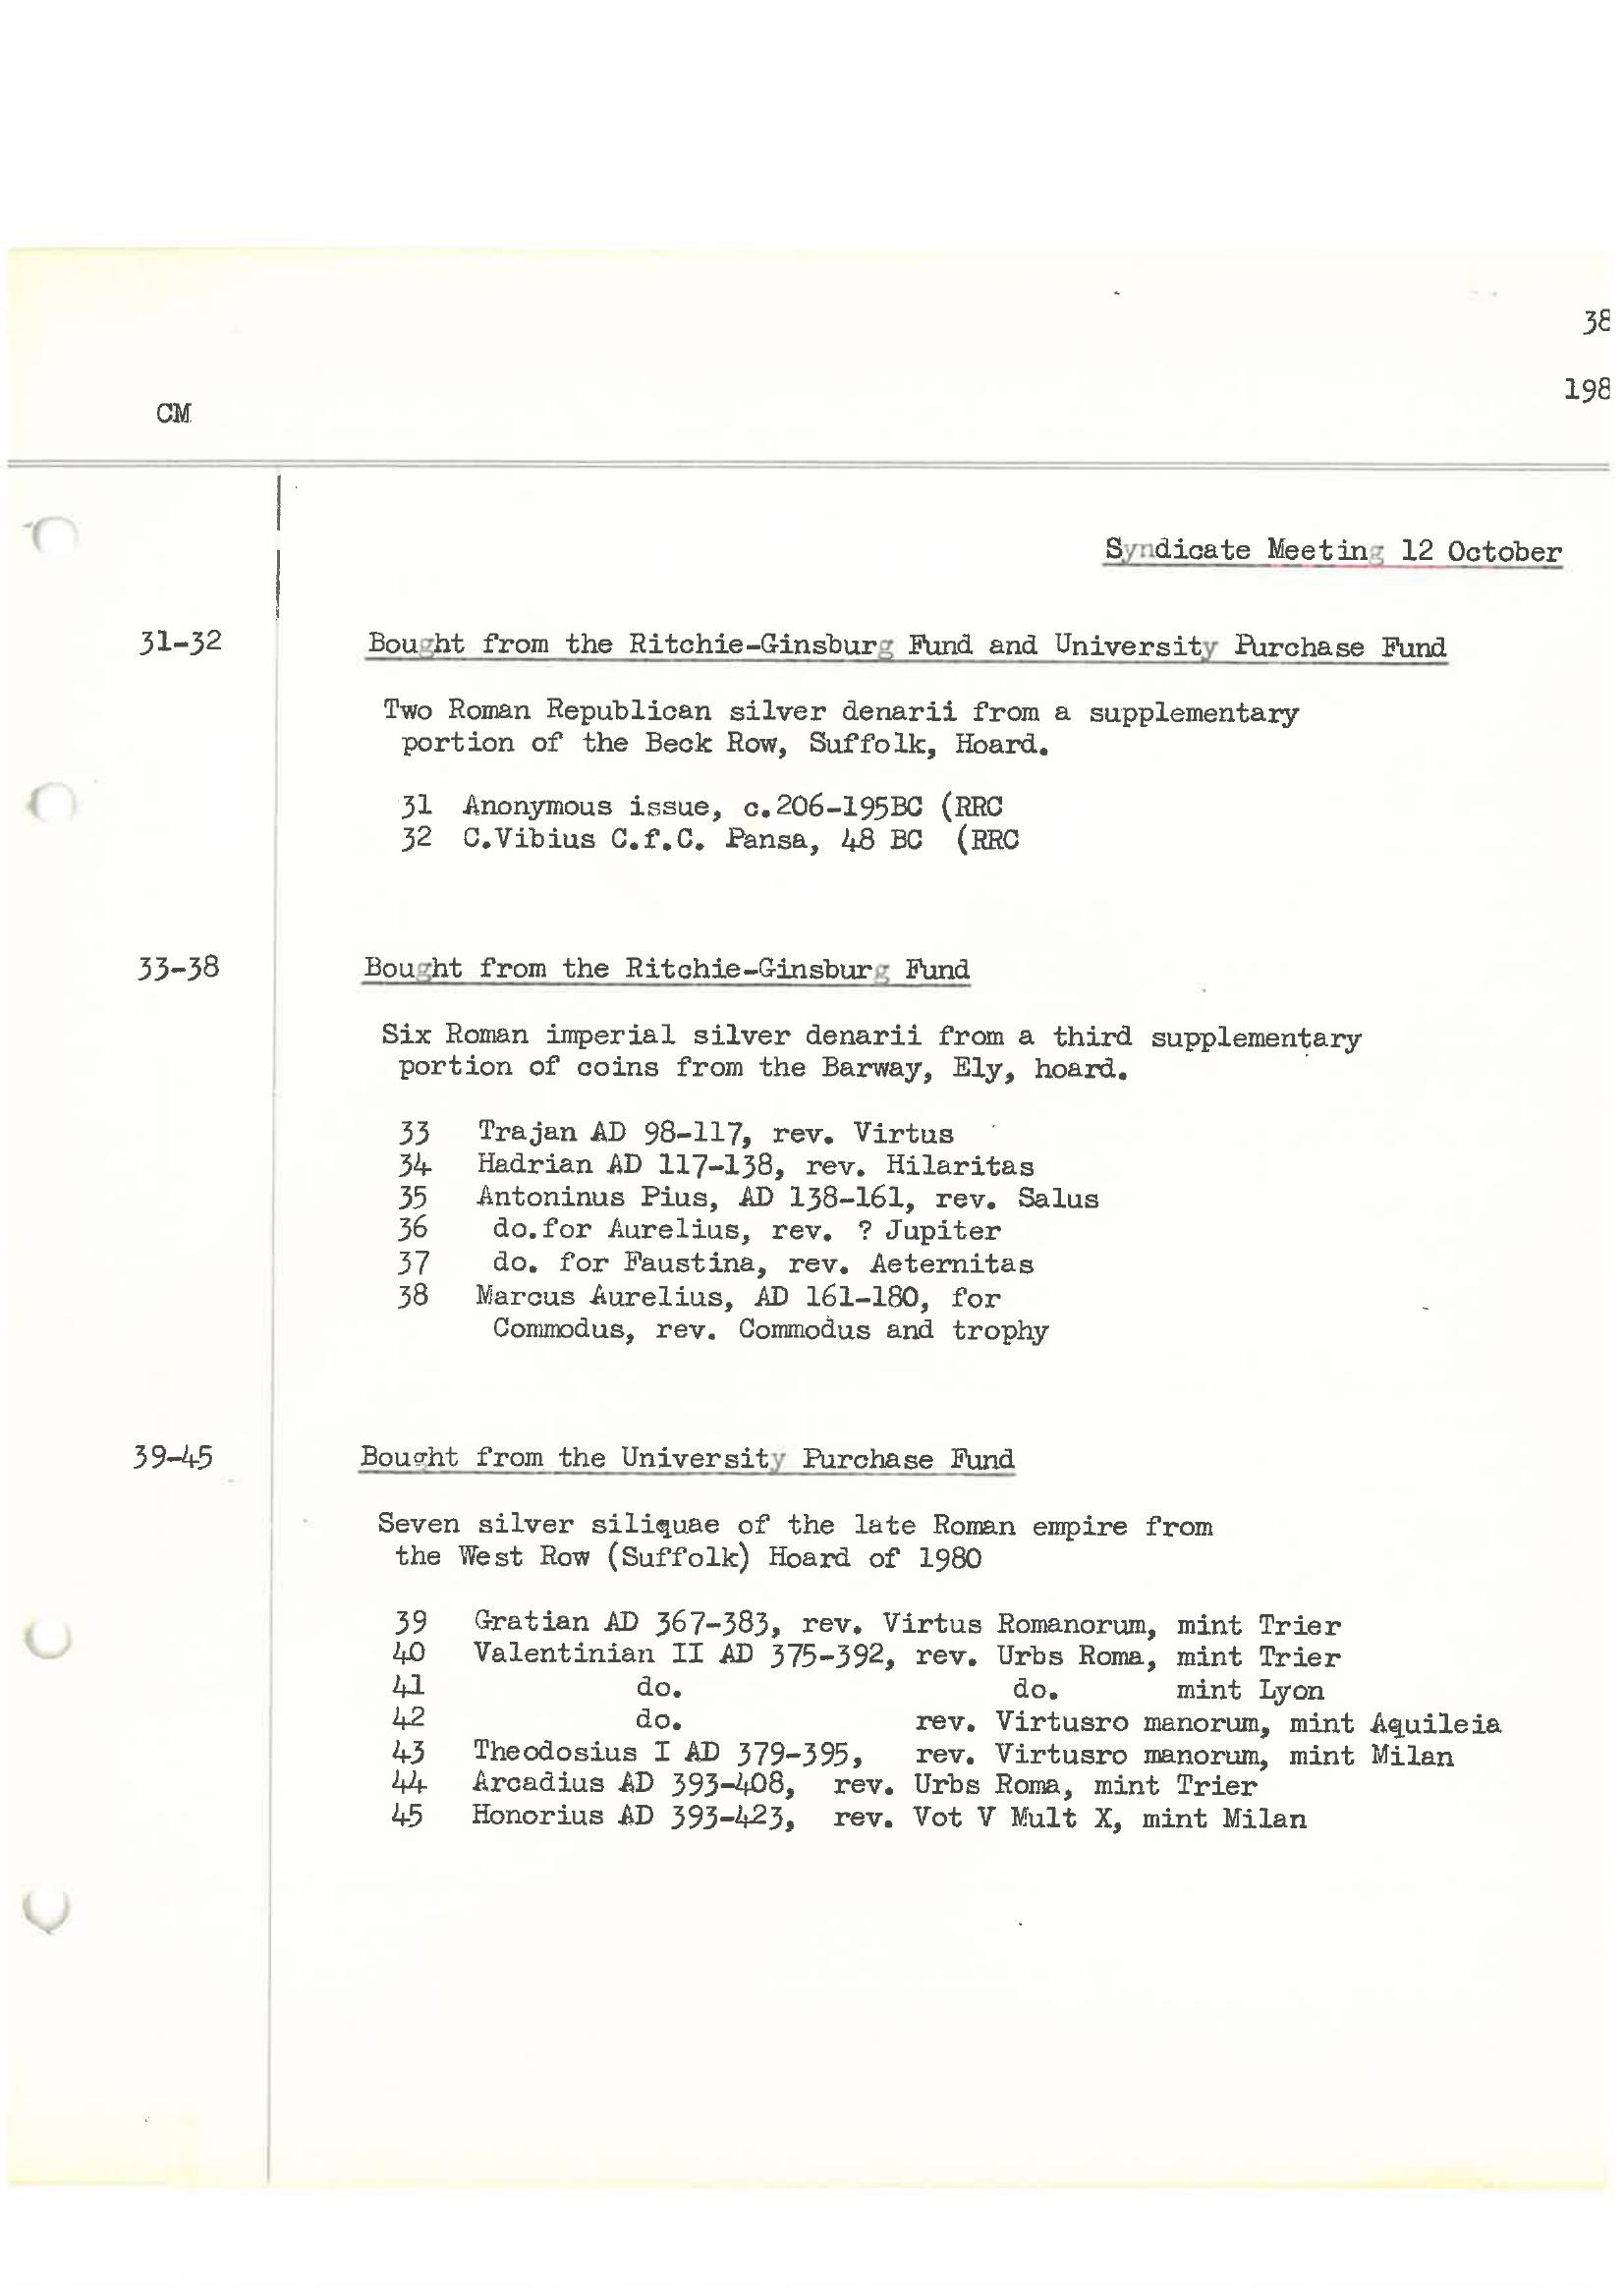 38
198
CM
Syndicate Meeting 12 October
31-32 Bought from the Ritchie-Ginsburg Fund and University Purchase Fund
Two Roman Republican silver denarii from a supplementary
portion of the Beck Row, Suffolk, Hoard.
31 Anonymous issue, c.206-195BC (RRC
32 C.Vibius C.f.C. Pansa, 48 BC (RRC
33-38 Bought from the Ritchie-Ginsburg Fund
Six Roman imperial silver denarii from a third supplementary
portion of coins from the Barway, Ely, hoard.
33 Trajan AD 98-117, rev. Virtus
34 Hadrian AD 117-138, rev. Hilaritas
35 Antoninus Pius, AD 138-161, rev. Salus
36 do.for Aurelius, rev. ? Jupiter
37 do. for Faustina, rev. Aeternitas
38 Marcus Aurelius, AD 161-180, for
Commodus, rev. Commodus and trophy
39-45 Bought from the University Purchase Fund
Seven silver siliquae of the late Roman empire from
the West Row (Suffolk) Hoard of 1980
39 Gratian AD 367-383, rev. Virtus Romanorum, mint Trier
40 Valentinian II AD 375-392, rev. Urbs Roma, mint Trier
41 do. do. mint Lyon
42 do. rev. Virtusro manorum, mint Aquileia
43 Theodosius I AD 379-395, rev. Virtusro manorum, mint Milan
44 Arcadius AD 393-408, rev. Urbs Roma, mint Trier
45 Honorius AD 393-423, rev. Vot V Mult X, mint Milan